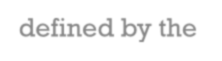 defined by the